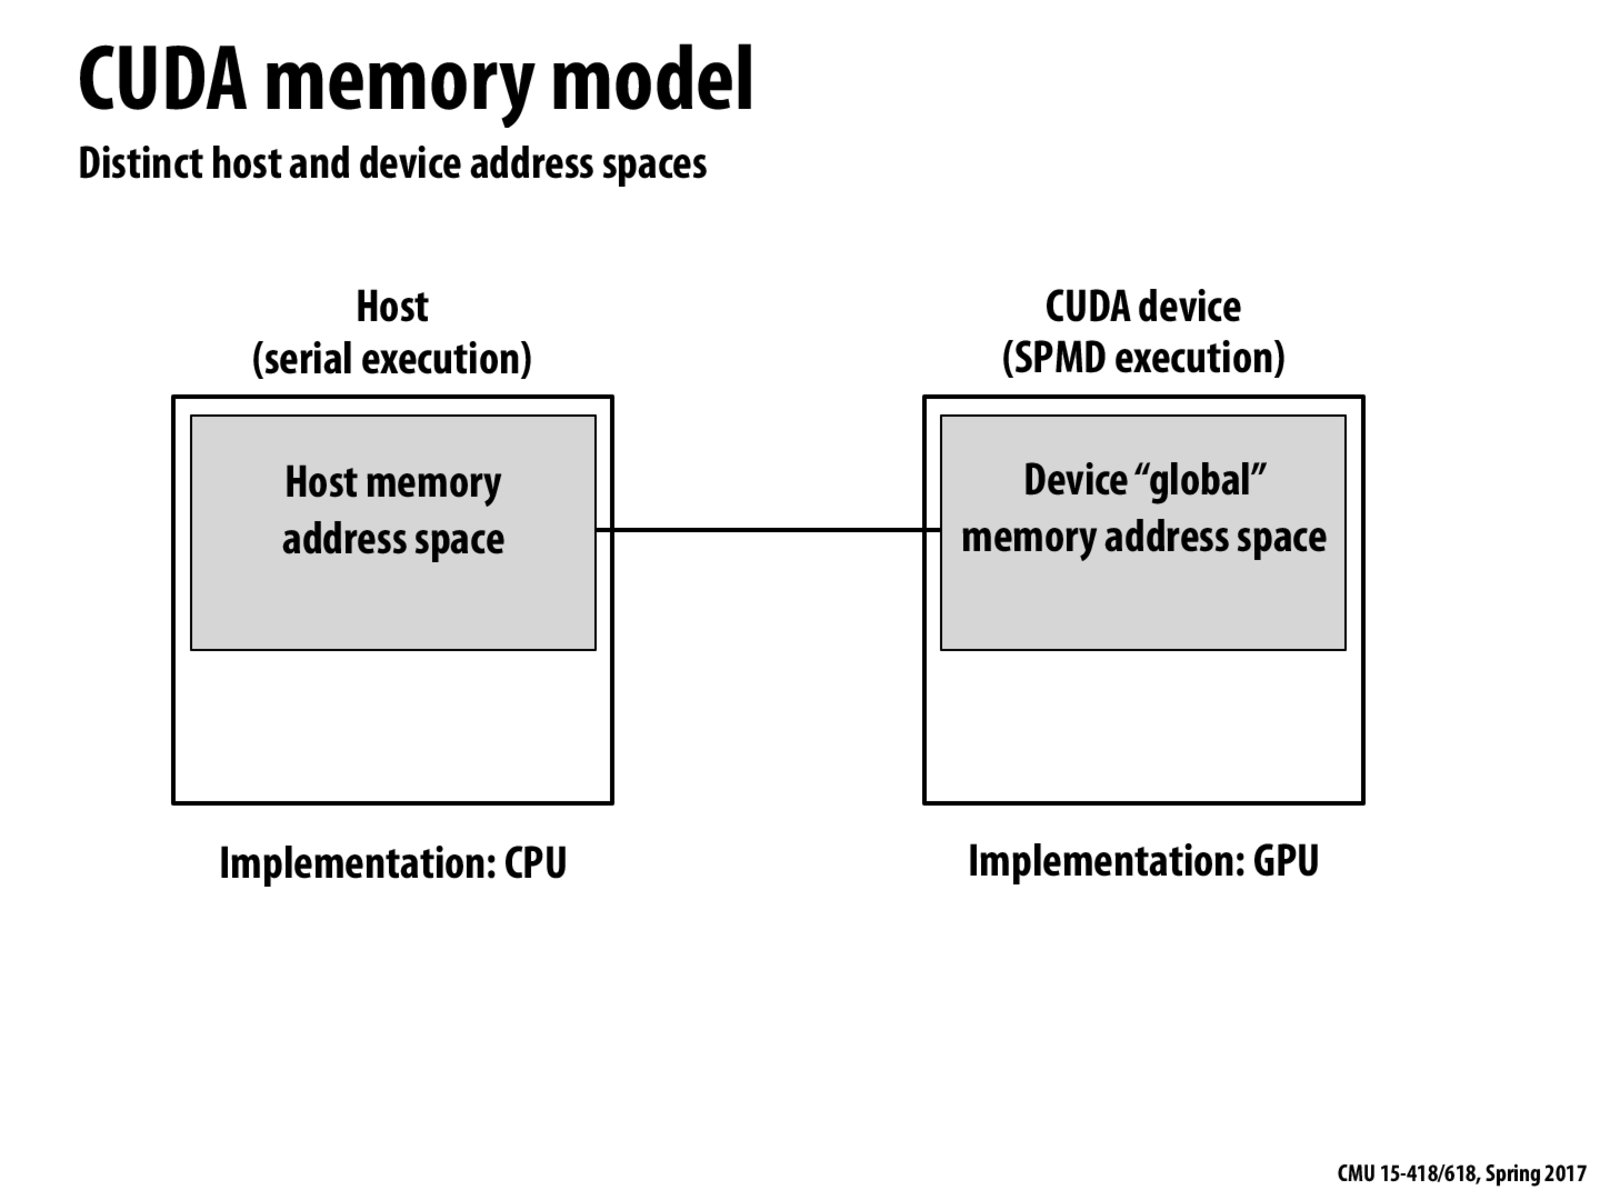 CUDA memory model
Distinct host and device address spaces
Host
(serial execution)
Host memory
address space
Implementation: CPU
CUDA device
(SPMD execution)
Device “global”
memory address space
Implementation: GPU
CMU 15-418/618, Spring 2017